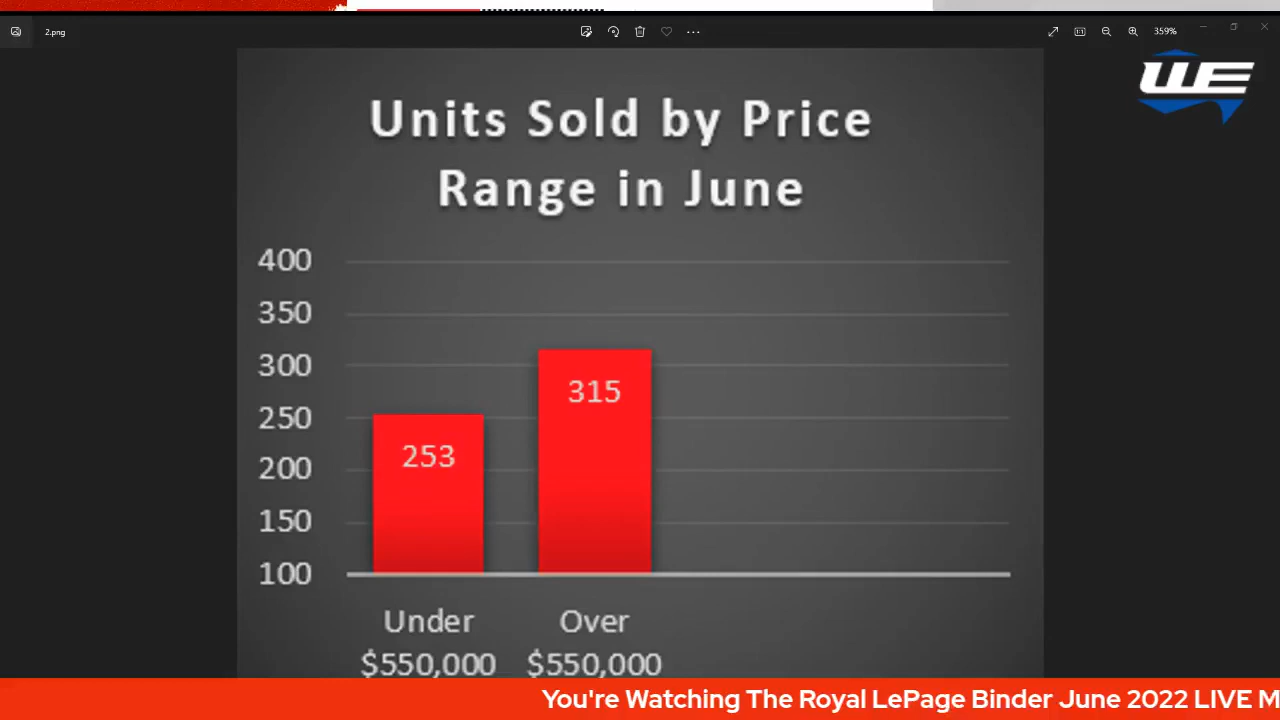 2.png
359%
WE
Units Sold by Price
Range in June
400
350
300
250
200
150
100
253
315
Under
$550,000
Over
$550,000
You're Watching The Royal LePage Binder June 2022 LIVE M